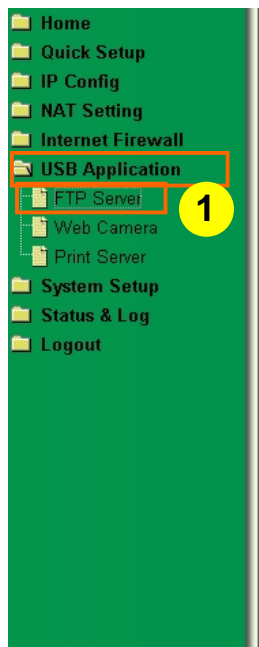 Home
Quick Setup
IP Config
NAT Setting
Internet Firewall
USB Application
FTP Server
1
Web Camera
Print Server
System Setup
Status & Log
Logout